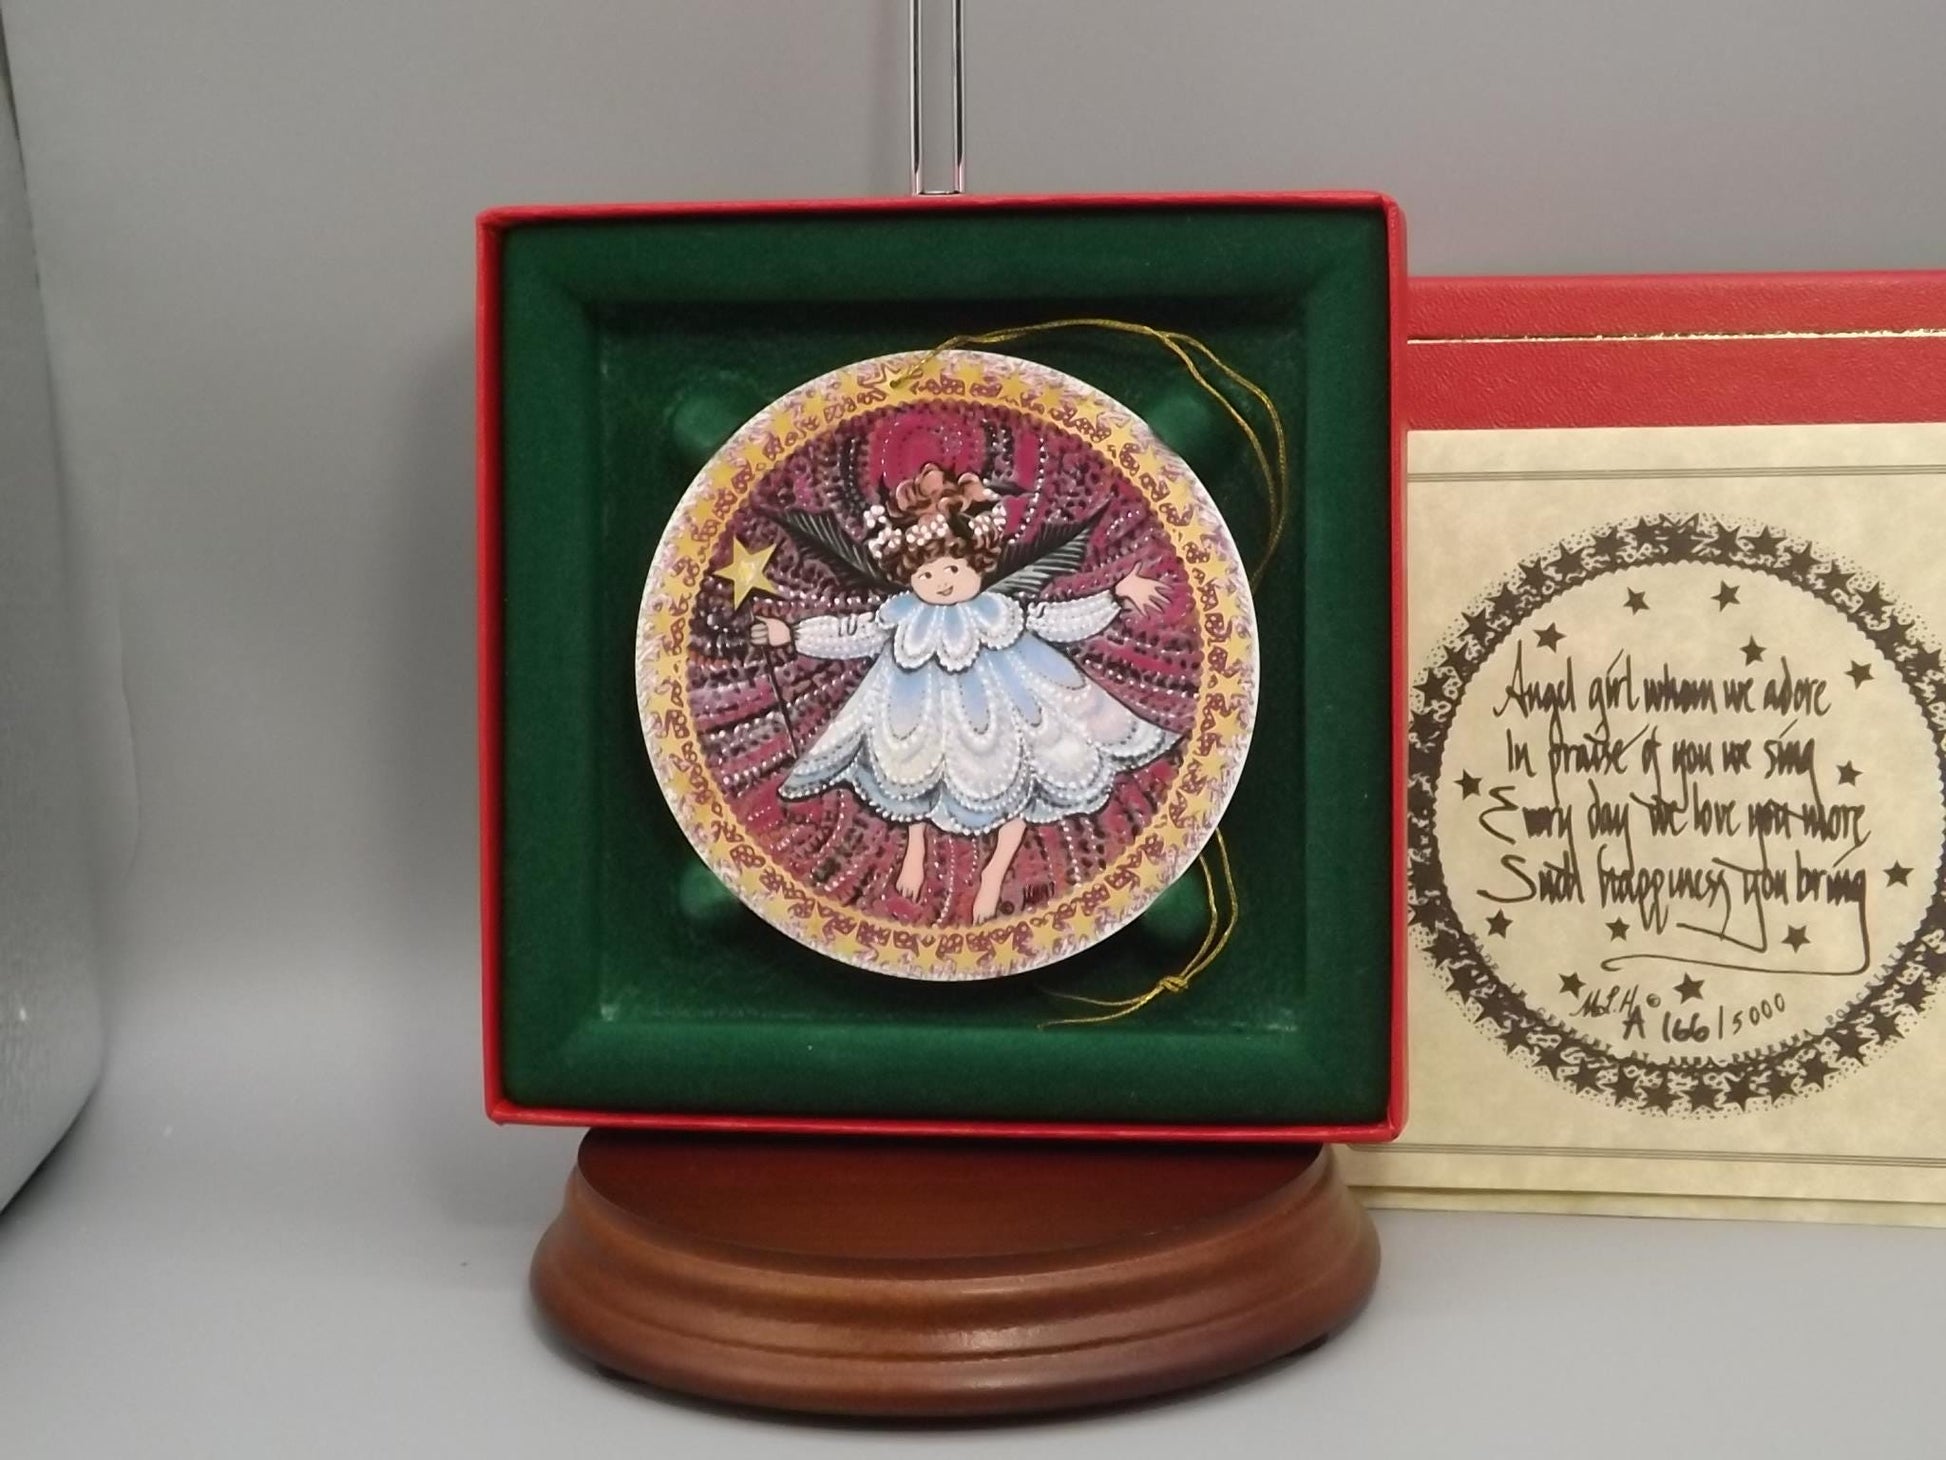 Angel girl whom we adore
In praise of you we sing
Every day we love you more
Such happiness you bring
M.L.H. ©
A 166/5000